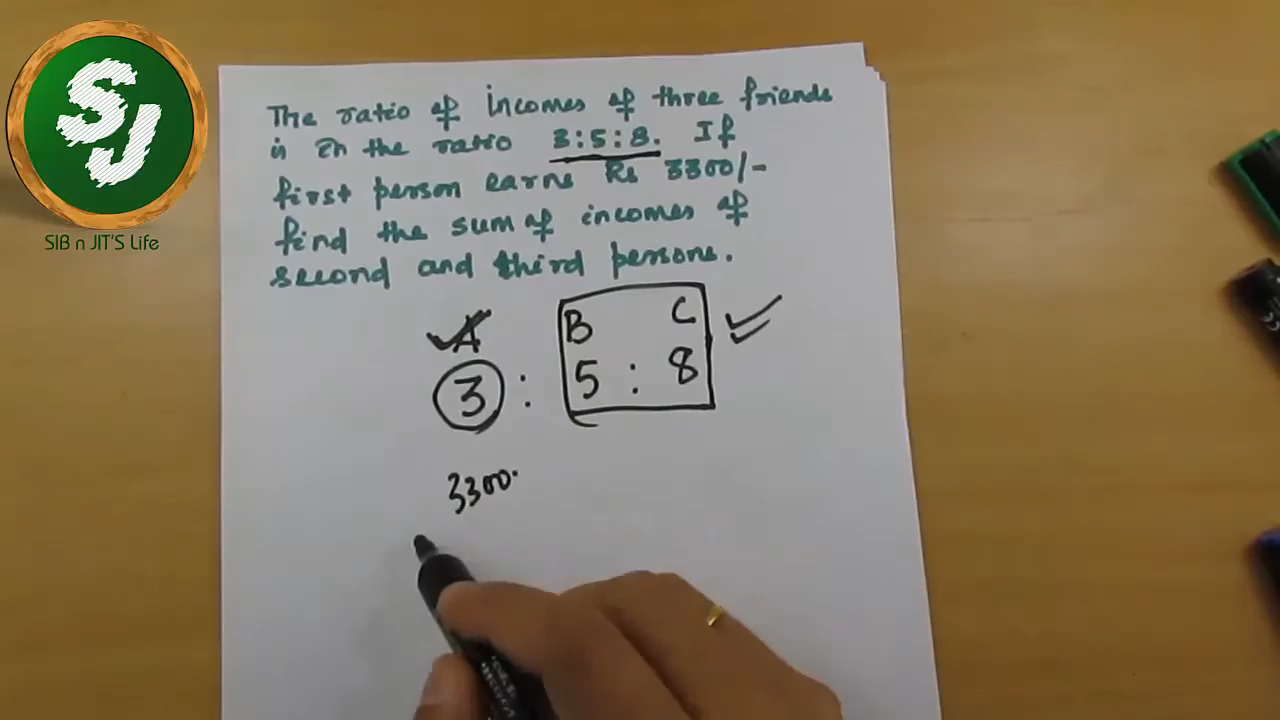 SJ
SIB n JIT'S Life
The ratio of incomes of three friends
is in the ratio 3:5:8. If
first person earns Rs 3300/-
find the sum of incomes of
second and third persons.
A B C
3 : 5 : 8
3300.